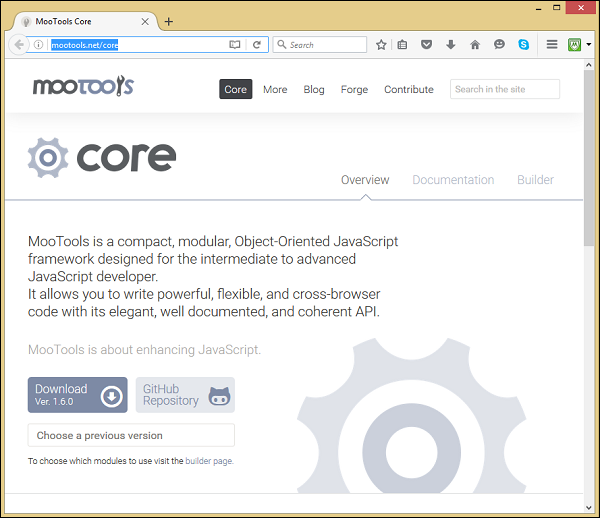 MooTools Core
mootools.net/core
Search
mootools
Core More Blog Forge Contribute Search in the site
core
Overview Documentation Builder
MooTools is a compact, modular, Object-Oriented JavaScript
framework designed for the intermediate to advanced
JavaScript developer.
It allows you to write powerful, flexible, and cross-browser
code with its elegant, well documented, and coherent API.
MooTools is about enhancing JavaScript.
Download
Ver. 1.6.0
GitHub
Repository
Choose a previous version
To choose which modules to use visit the builder page.